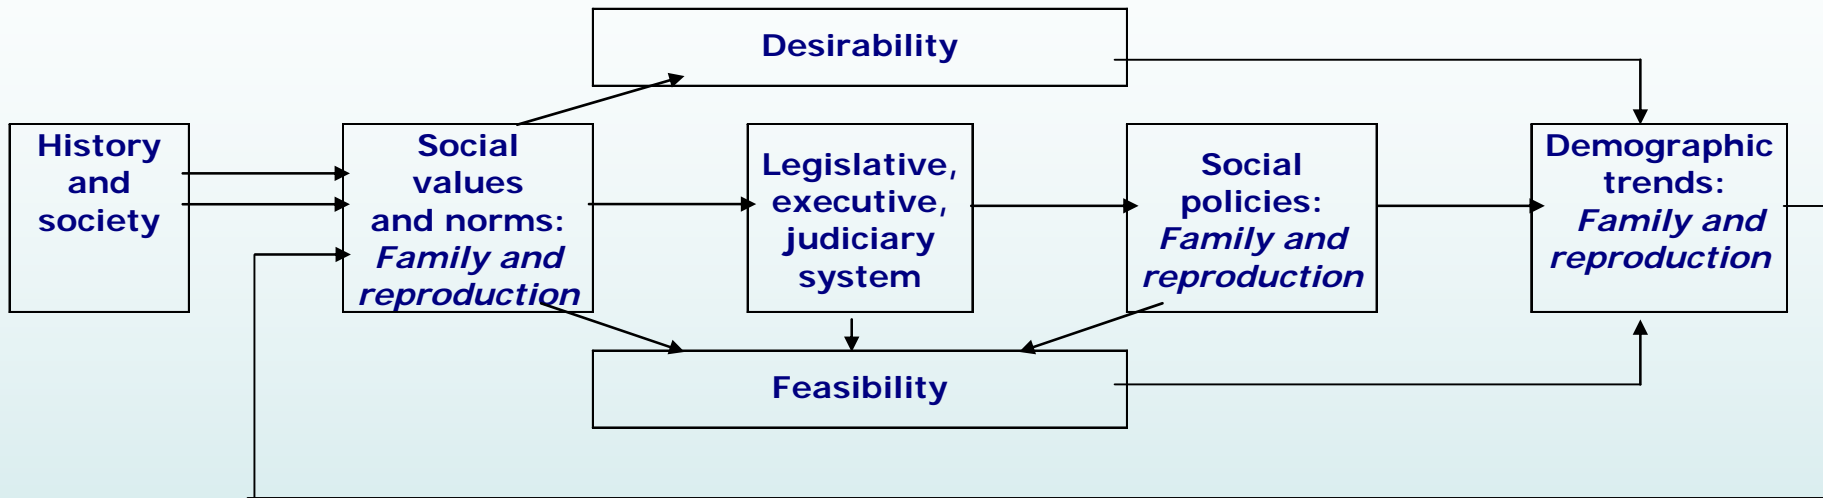 Desirability
History
and
society
Social
values
and norms:
Family and
reproduction
Legislative,
executive,
judiciary
system
Social
policies:
Family and
reproduction
Demographic
trends:
Family and
reproduction
Feasibility